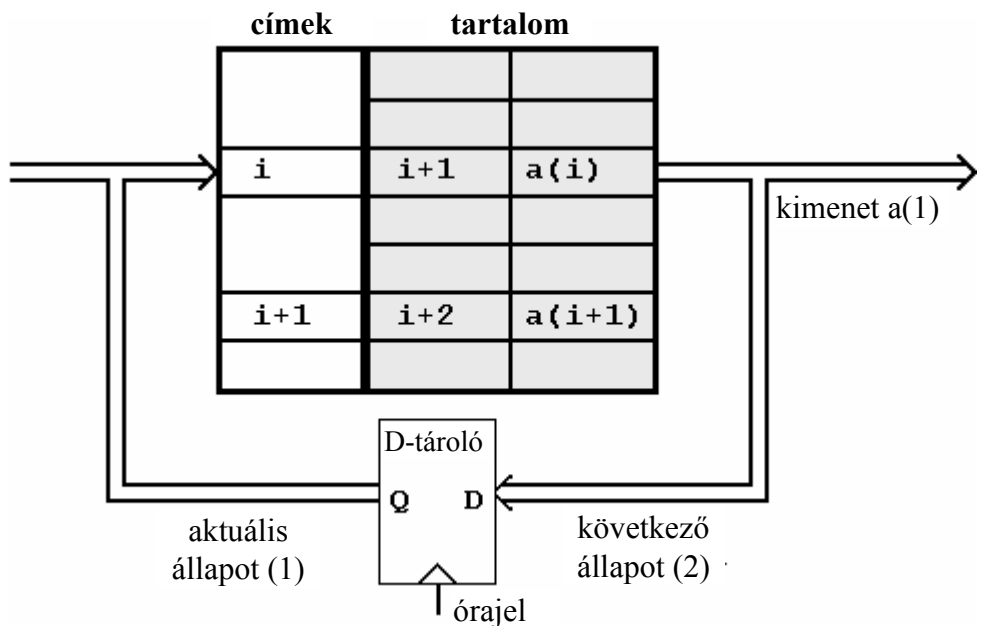 címek tartalom
i i+1 a(i)
kimenet a(1)
i+1 i+2 a(i+1)
D-tároló
Q D
aktuális
állapot (1)
következő
állapot (2)
órajel